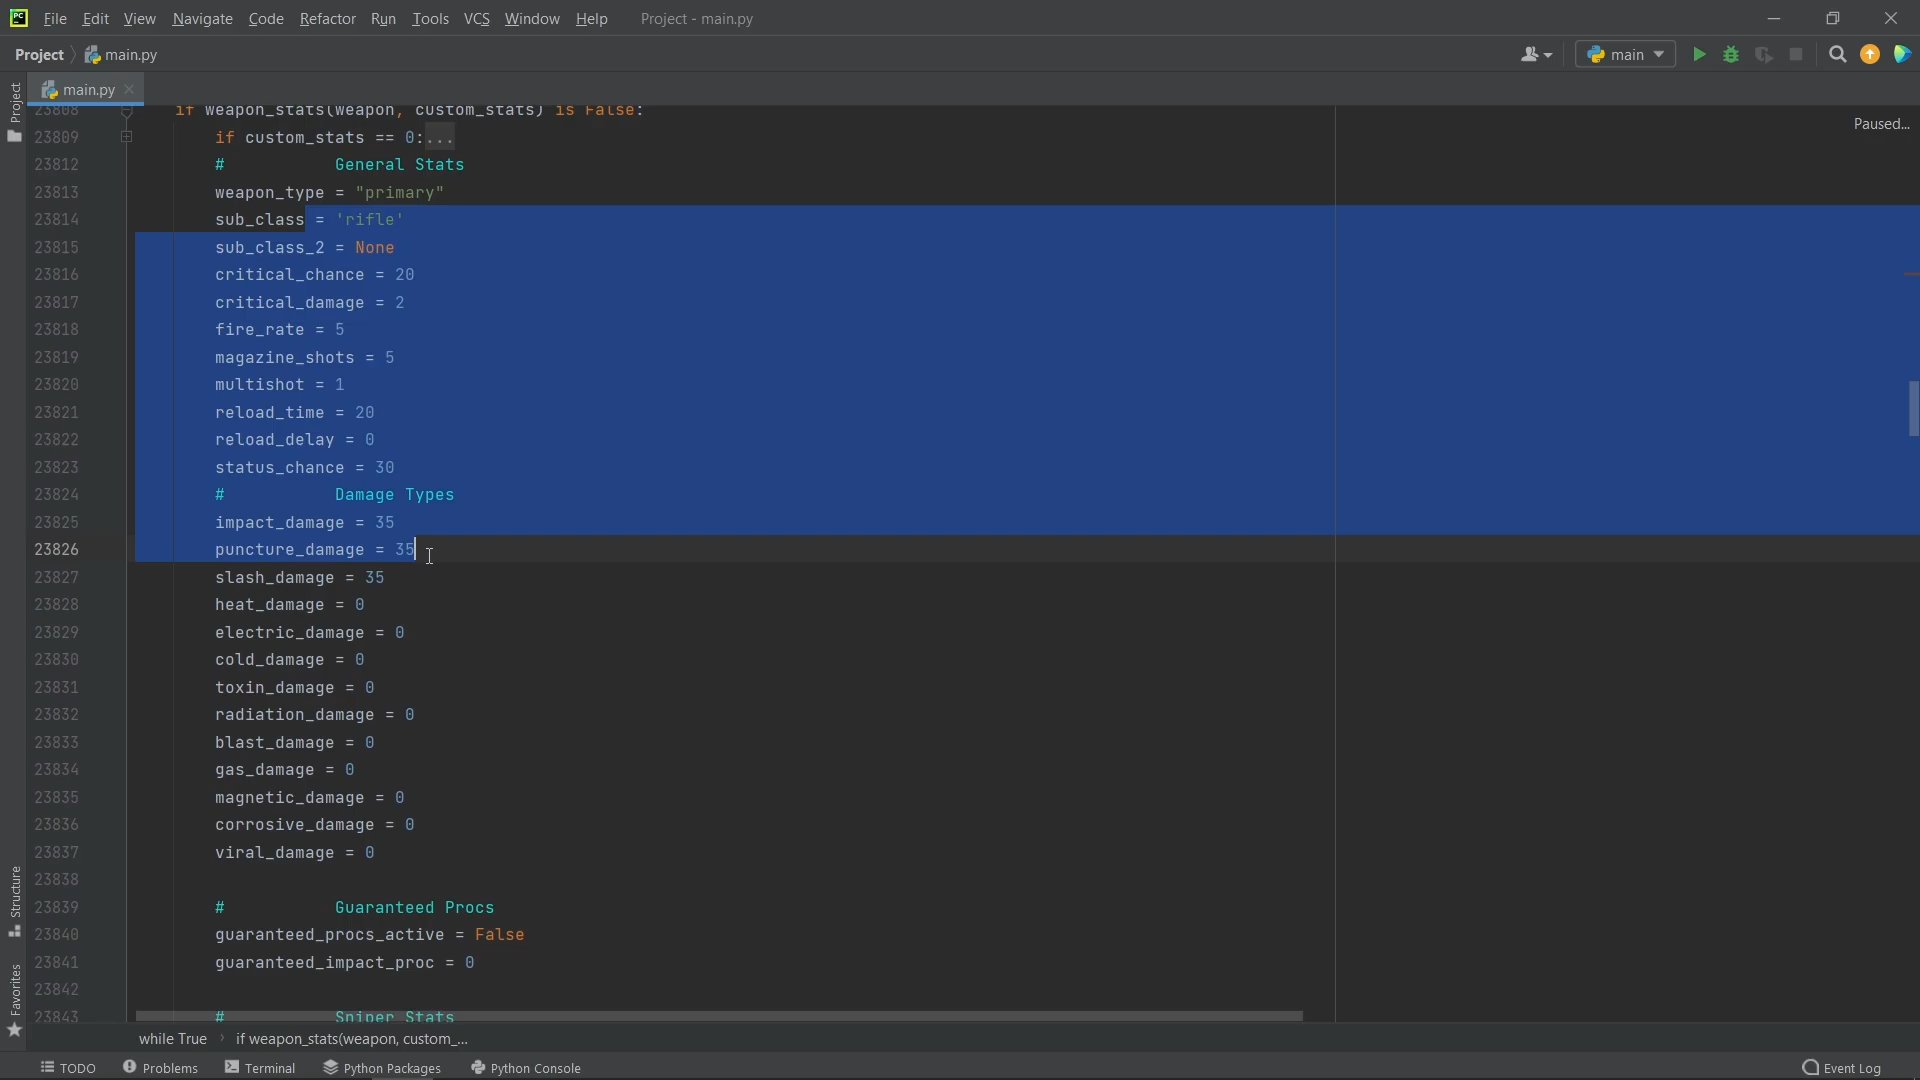 PC File Edit View Navigate Code Refactor Run Tools VCS Window Help Project - main.py
Project main.py main
Project main.py
23808 if weapon_stats(weapon, custom_stats) is False:
Paused...
23809 if custom_stats == 0:...
23812 # General Stats
23813 weapon_type = "primary"
23814 sub_class = 'rifle'
23815 sub_class_2 = None
23816 critical_chance = 20
23817 critical_damage = 2
23818 fire_rate = 5
23819 magazine_shots = 5
23820 multishot = 1
23821 reload_time = 20
23822 reload_delay = 0
23823 status_chance = 30
23824 # Damage Types
23825 impact_damage = 35
23826 puncture_damage = 35
23827 slash_damage = 35
23828 heat_damage = 0
23829 electric_damage = 0
23830 cold_damage = 0
23831 toxin_damage = 0
23832 radiation_damage = 0
23833 blast_damage = 0
23834 gas_damage = 0
23835 magnetic_damage = 0
23836 corrosive_damage = 0
23837 viral_damage = 0
23838
23839 # Guaranteed Procs
23840 guaranteed_procs_active = False
23841 guaranteed_impact_proc = 0
23842
23843 # Sniper Stats
Structure
Favorites
while True if weapon_stats(weapon, custom_...
TODO Problems Terminal Python Packages Python Console Event Log